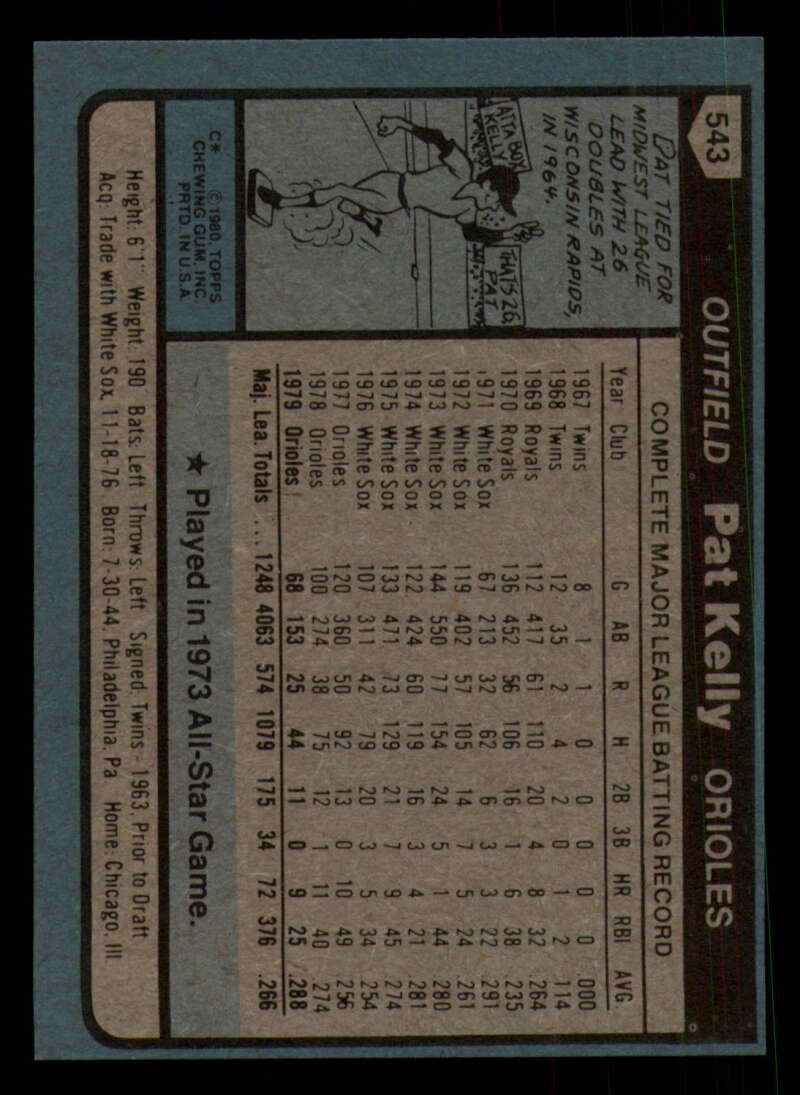 543
OUTFIELD Pat Kelly ORIOLES
PAT TIED FOR
MIDWEST LEAGUE
LEAD WITH 26
DOUBLES AT
WISCONSIN RAPIDS,
IN 1964.
ATTA BOY
KELLY
THAT'S 26,
PAT
C* © 1980 TOPPS
CHEWING GUM, INC.
PRTD. IN U.S.A.
COMPLETE MAJOR LEAGUE BATTING RECORD
Year Club G AB R H 2B 3B HR RBI AVG.
1967 Twins 8 1 1 0 0 0 0 0 .000
1968 Twins 12 35 2 4 2 0 1 2 .114
1969 Royals 112 417 61 110 20 4 8 32 .264
1970 Royals 136 452 56 106 16 1 6 38 .235
1971 White Sox 67 213 32 62 6 3 3 22 .291
1972 White Sox 119 402 57 105 14 7 5 24 .261
1973 White Sox 144 550 77 154 24 5 1 44 .280
1974 White Sox 122 424 60 119 16 3 4 21 .281
1975 White Sox 133 471 73 129 21 7 9 45 .274
1976 White Sox 107 311 42 79 20 3 5 34 .254
1977 Orioles 120 360 50 92 13 0 10 49 .256
1978 Orioles 100 274 38 75 12 1 11 40 .274
1979 Orioles 68 153 25 44 11 0 9 25 .288
Maj. Lea. Totals .... 1248 4063 574 1079 175 34 72 376 .266
★ Played in 1973 All-Star Game.
Height: 6'1" Weight: 190 Bats: Left Throws: Left Signed: Twins - 1963, Prior to Draft
Acq: Trade with White Sox, 11-18-76 Born: 7-30-44, Philadelphia, Pa. Home: Chicago, Ill.